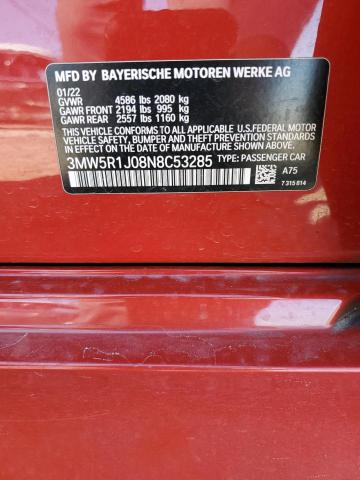 MFD BY BAYERISCHE MOTOREN WERKE AG
01/22
GVWR 4586 lbs 2080 kg
GAWR FRONT 2194 lbs 995 kg
GAWR REAR 2557 lbs 1160 kg
THIS VEHICLE CONFORMS TO ALL APPLICABLE U.S. FEDERAL MOTOR VEHICLE SAFETY, BUMPER, AND THEFT PREVENTION STANDARDS IN EFFECT ON THE DATE OF MANUFACTURE SHOWN ABOVE.
3MW5R1J08N8C53285 TYPE: PASSENGER CAR
A75
7 315 814